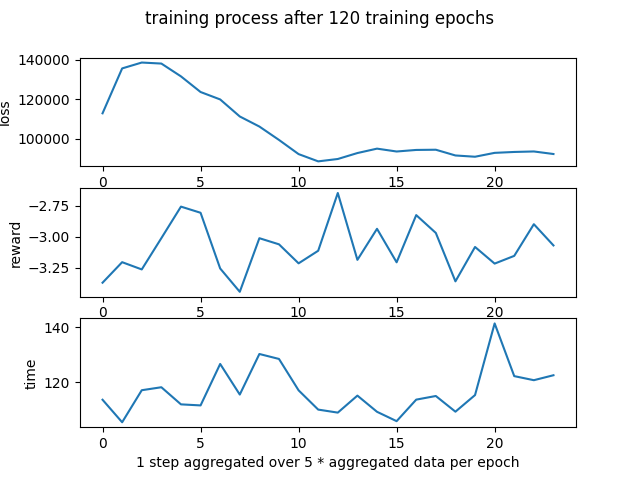 training process after 120 training epochs
140000
120000
100000
loss
0 5 10 15 20
−2.75
−3.00
−3.25
reward
0 5 10 15 20
140
120
time
0 5 10 15 20
1 step aggregated over 5 * aggregated data per epoch